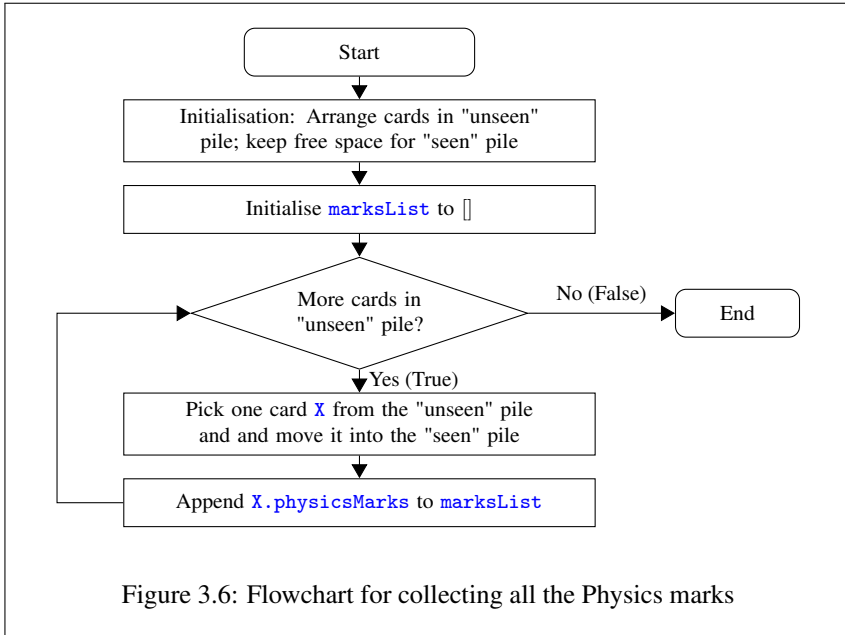 Start
Initialisation: Arrange cards in "unseen"
pile; keep free space for "seen" pile
Initialise marksList to []
More cards in
"unseen" pile?
No (False)
End
Yes (True)
Pick one card X from the "unseen" pile
and and move it into the "seen" pile
Append X.physicsMarks to marksList
Figure 3.6: Flowchart for collecting all the Physics marks